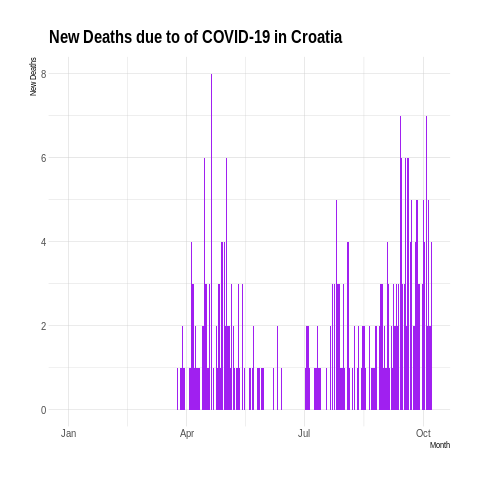 New Deaths due to of COVID-19 in Croatia
New Deaths
8
6
4
2
0
Jan Apr Jul Oct
Month